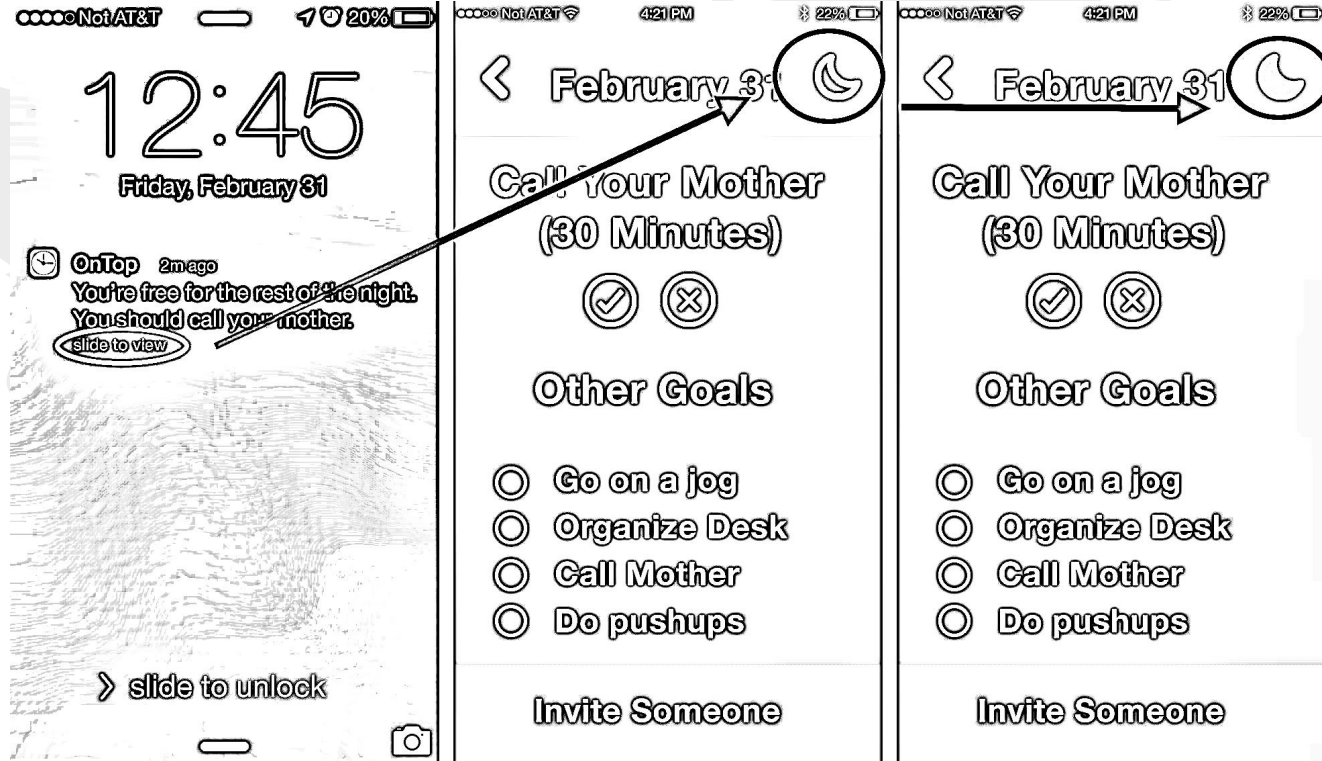 Not AT&T 20%
12:45
Friday, February 31
OnTop 2m ago
You're free for the rest of the night.
You should call your mother.
slide to view
slide to unlock
Not AT&T 4:21 PM 22%
February 31
Call Your Mother
(30 Minutes)
Other Goals
Go on a jog
Organize Desk
Call Mother
Do pushups
Invite Someone
Not AT&T 4:21 PM 22%
February 31
Call Your Mother
(30 Minutes)
Other Goals
Go on a jog
Organize Desk
Call Mother
Do pushups
Invite Someone